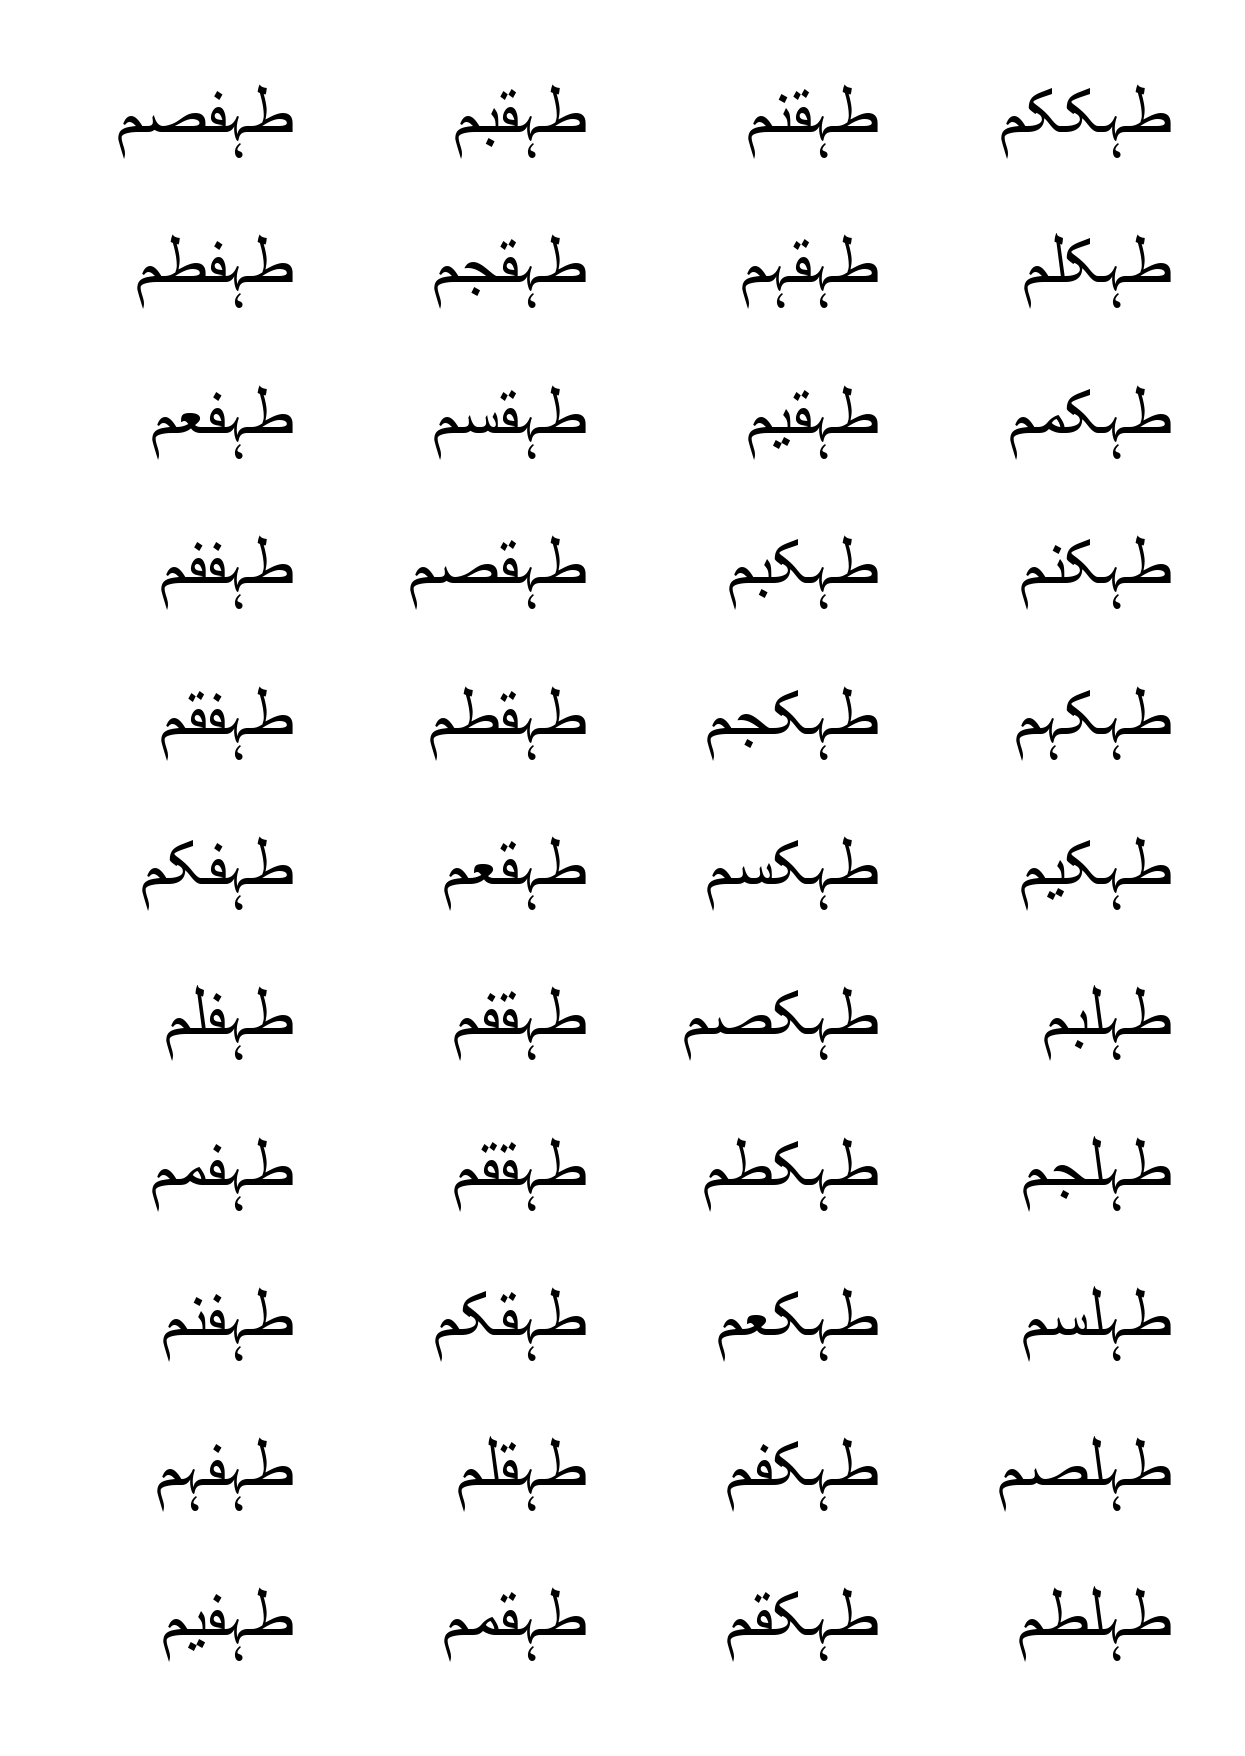 طہککم طہقنم طہقبم طہفصم
طہکلم طہقہم طہقجم طہفطم
طہکمم طہقیم طہقسم طہفعم
طہکنم طہکبم طہقصم طہففم
طہکہم طہکجم طہقطم طہفقم
طہکیم طہکسم طہقعم طہفکم
طہلبم طہکصم طہقفم طہفلم
طہلجم طہکطم طہققم طہفمم
طہلسم طہکعم طہقکم طہفنم
طہلصم طہکفم طہقلم طہفہم
طہلطم طہکقم طہقمم طہفیم